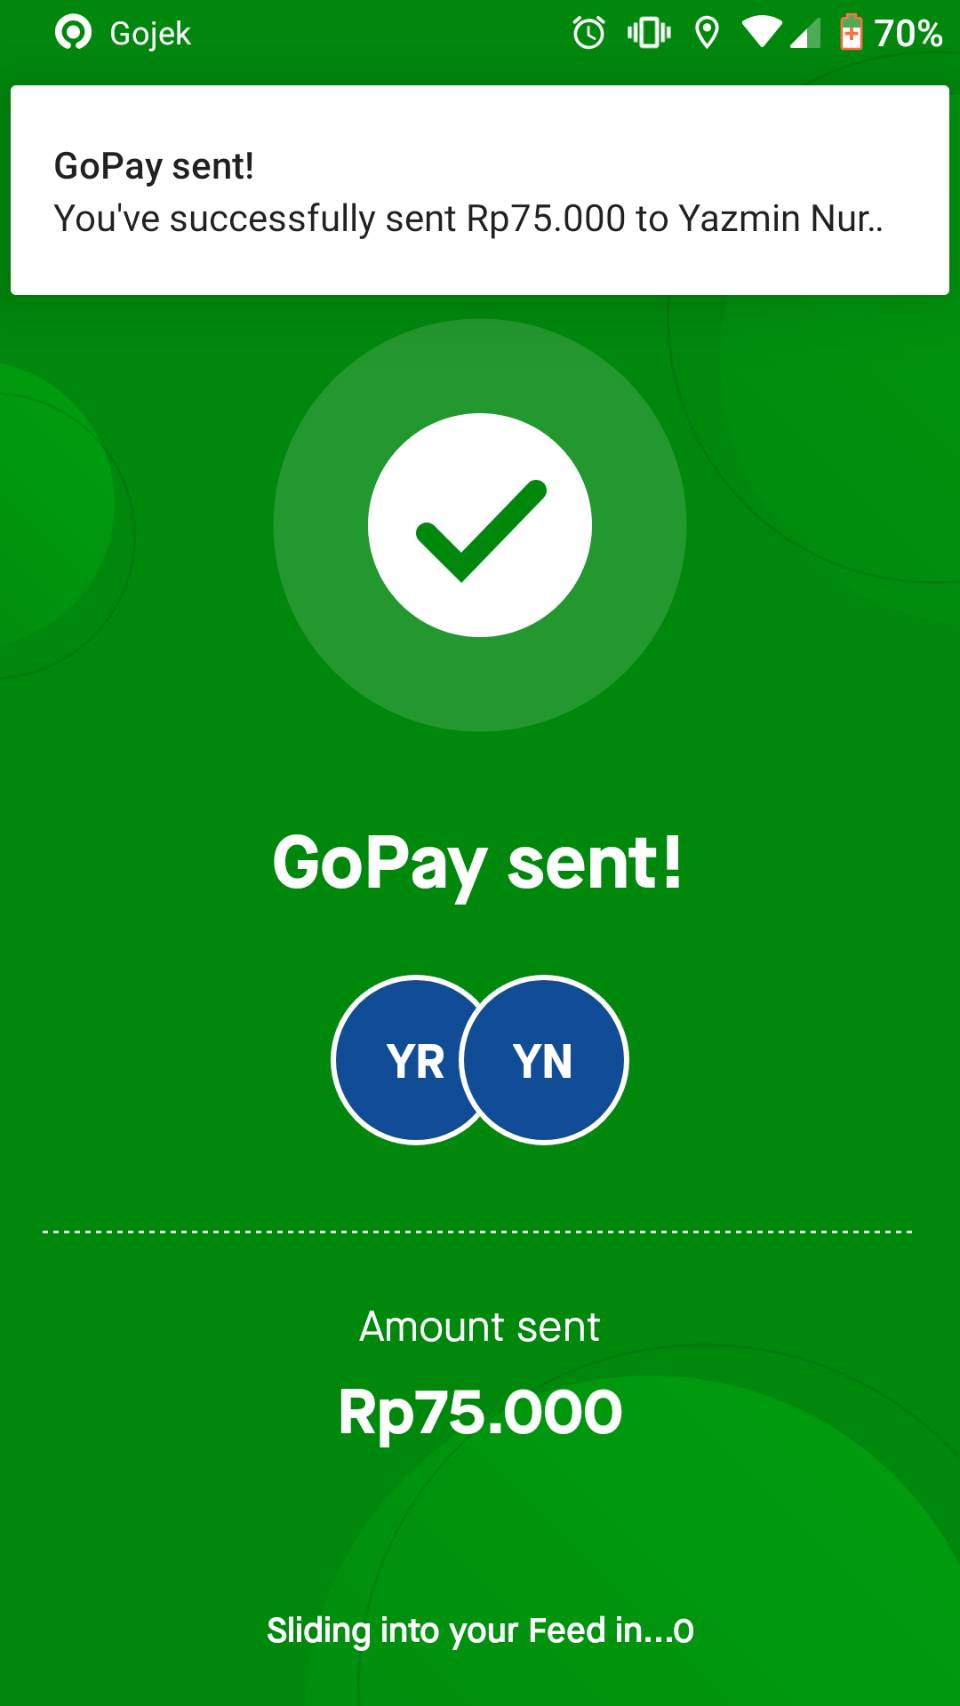 Gojek 70%
GoPay sent!
You've successfully sent Rp75.000 to Yazmin Nur..
GoPay sent!
YR YN
Amount sent
Rp75.000
Sliding into your Feed in...0